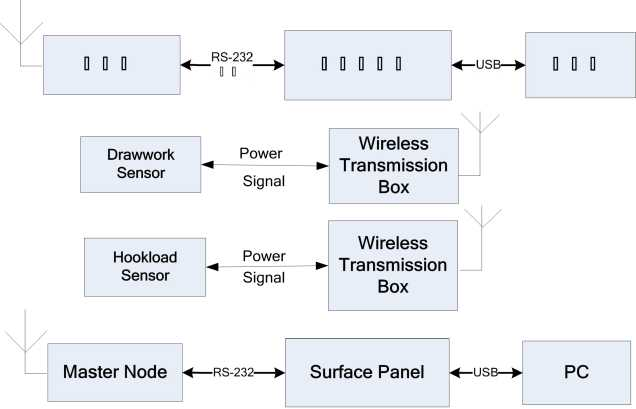 RS-232
USB
Drawwork
Sensor
Power
Signal
Wireless
Transmission
Box
Hookload
Sensor
Power
Signal
Wireless
Transmission
Box
Master Node
RS-232
Surface Panel
USB
PC